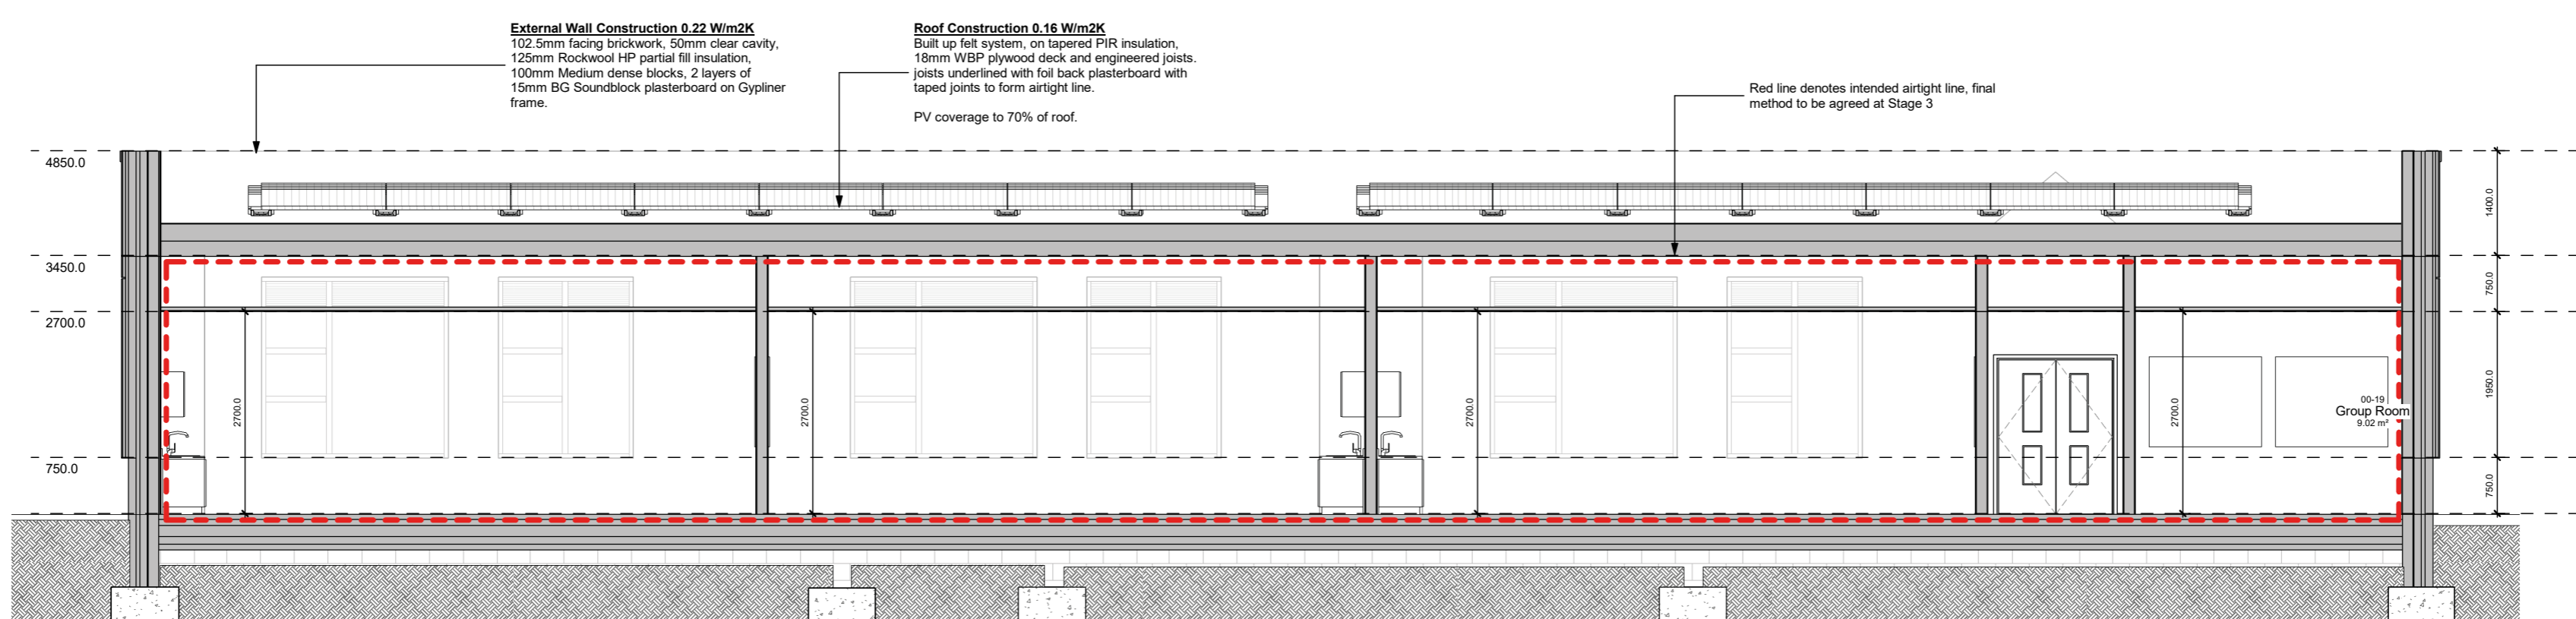 External Wall Construction 0.22 W/m2K
102.5mm facing brickwork, 50mm clear cavity,
125mm Rockwool HP partial fill insulation,
100mm Medium dense blocks, 2 layers of
15mm BG Soundblock plasterboard on Gypliner
frame.
Roof Construction 0.16 W/m2K
Built up felt system, on tapered PIR insulation,
18mm WBP plywood deck and engineered joists.
joists underlined with foil back plasterboard with
taped joints to form airtight line.
PV coverage to 70% of roof.
Red line denotes intended airtight line, final
method to be agreed at Stage 3
4850.0
3450.0
2700.0
750.0
2700.0
2700.0
2700.0
2700.0
00-19
Group Room
9.02 m²
1400.0
750.0
1950.0
750.0